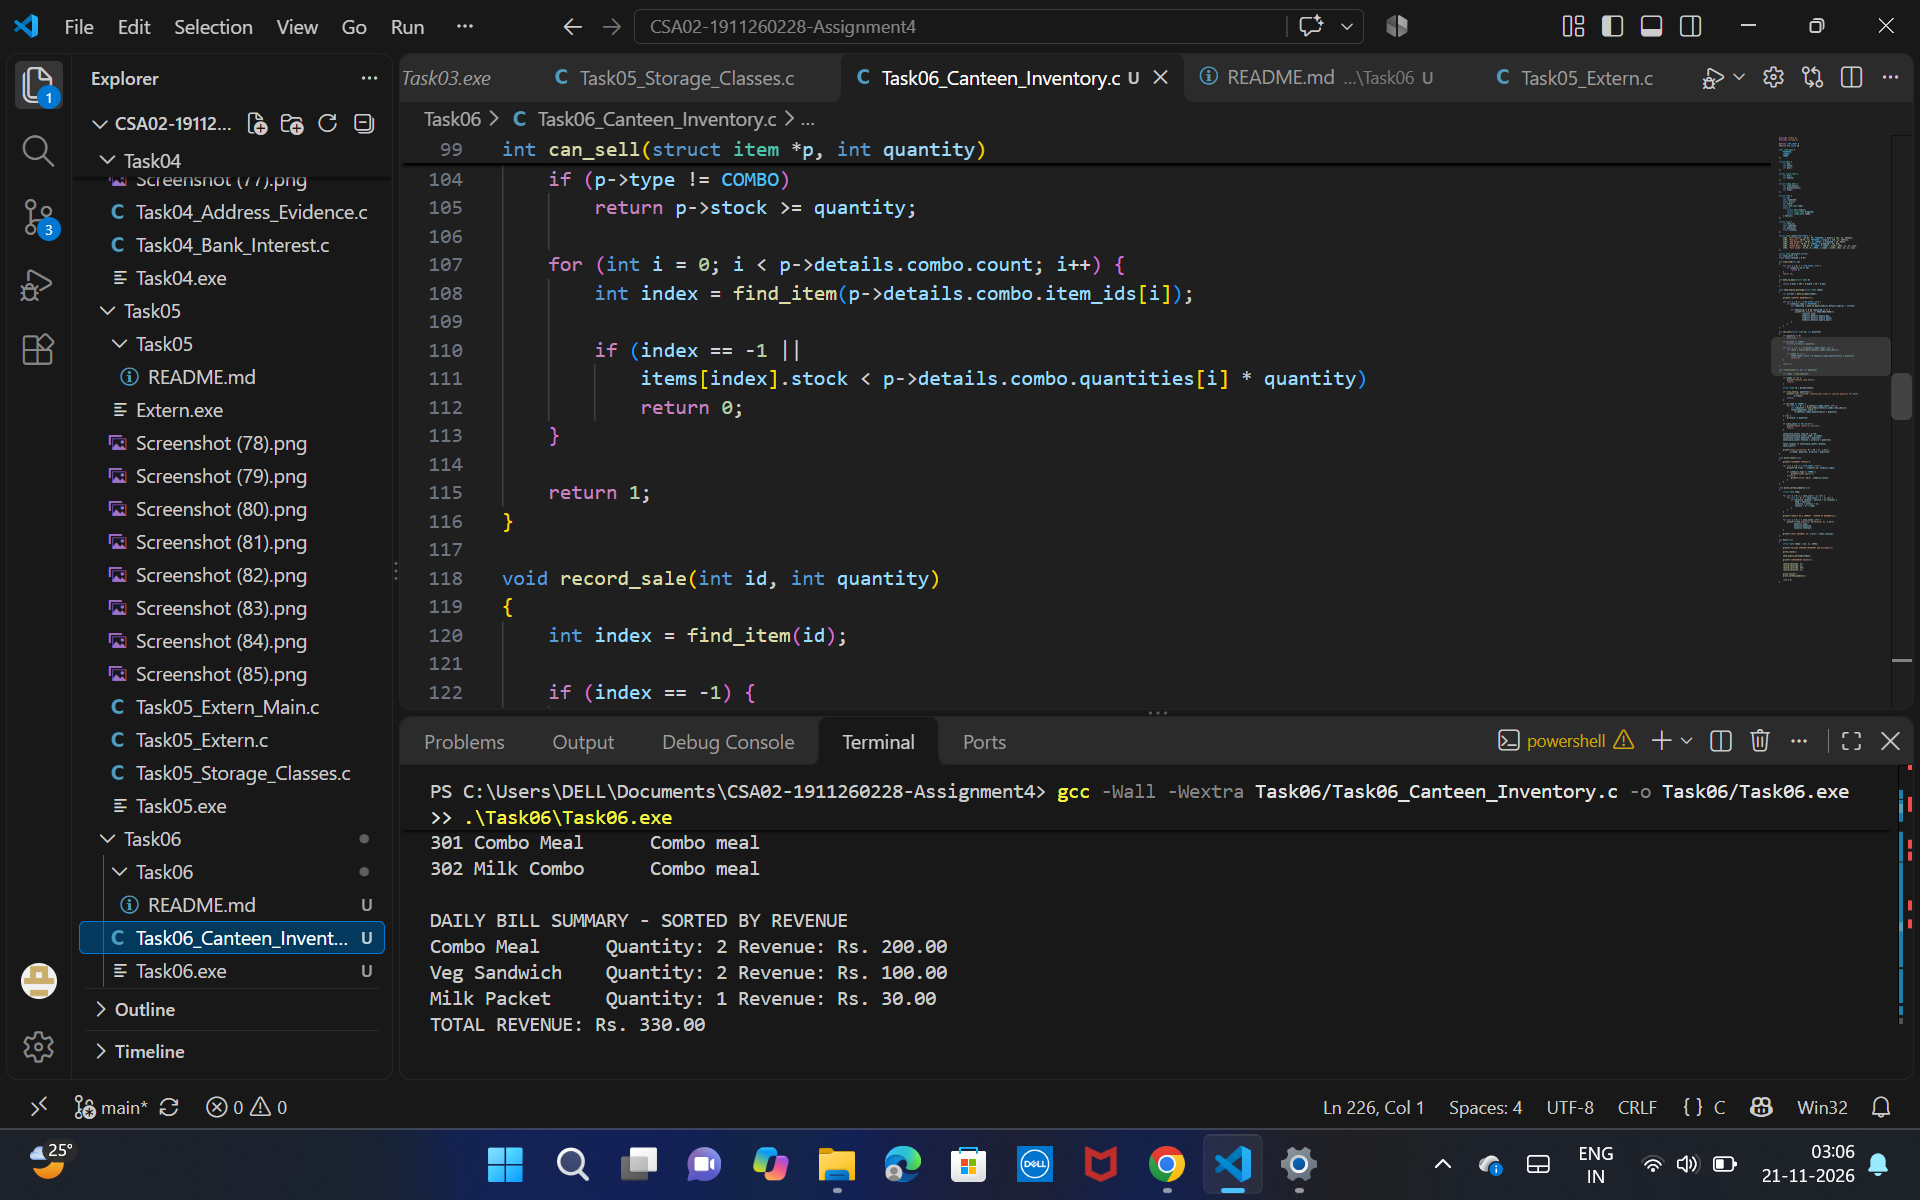 File Edit Selection View Go Run ...
CSA02-1911260228-Assignment4
Explorer
CSA02-19112...
Task04
Screenshot (77).png
Task04_Address_Evidence.c
Task04_Bank_Interest.c
Task04.exe
Task05
Task05
README.md
Extern.exe
Screenshot (78).png
Screenshot (79).png
Screenshot (80).png
Screenshot (81).png
Screenshot (82).png
Screenshot (83).png
Screenshot (84).png
Screenshot (85).png
Task05_Extern_Main.c
Task05_Extern.c
Task05_Storage_Classes.c
Task05.exe
Task06
Task06
README.md U
Task06_Canteen_Invent... U
Task06.exe U
Outline
Timeline
1
3
Task03.exe C Task05_Storage_Classes.c C Task06_Canteen_Inventory.c U README.md ...\Task06 U C Task05_Extern.c
Task06 > C Task06_Canteen_Inventory.c > ...
99 int can_sell(struct item *p, int quantity)
104 if (p->type != COMBO)
105 return p->stock >= quantity;
106
107 for (int i = 0; i < p->details.combo.count; i++) {
108 int index = find_item(p->details.combo.item_ids[i]);
109
110 if (index == -1 ||
111 items[index].stock < p->details.combo.quantities[i] * quantity)
112 return 0;
113 }
114
115 return 1;
116 }
117
118 void record_sale(int id, int quantity)
119 {
120 int index = find_item(id);
121
122 if (index == -1) {
Problems Output Debug Console Terminal Ports
powershell
PS C:\Users\DELL\Documents\CSA02-1911260228-Assignment4> gcc -Wall -Wextra Task06/Task06_Canteen_Inventory.c -o Task06/Task06.exe
>> .\Task06\Task06.exe
301 Combo Meal Combo meal
302 Milk Combo Combo meal
DAILY BILL SUMMARY - SORTED BY REVENUE
Combo Meal Quantity: 2 Revenue: Rs. 200.00
Veg Sandwich Quantity: 2 Revenue: Rs. 100.00
Milk Packet Quantity: 1 Revenue: Rs. 30.00
TOTAL REVENUE: Rs. 330.00
main* 0 0
Ln 226, Col 1 Spaces: 4 UTF-8 CRLF { } C Win32
25°
DELL
ENG
IN
03:06
21-11-2026